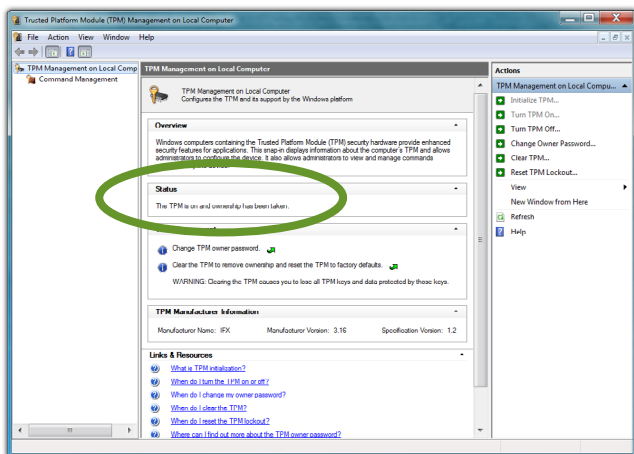 Trusted Platform Module (TPM) Management on Local Computer
File Action View Window Help
TPM Management on Local Comp
Command Management
TPM Management on Local Computer
TPM Management on Local Computer
Configures the TPM and its support by the Windows platform
Overview
Windows computers containing the Trusted Platform Module (TPM) security hardware provide enhanced
security features for applications. This snap-in displays information about the computer's TPM and allows
administrators to configure the device. It also allows administrators to view and manage commands
Status
The TPM is on and ownership has been taken.
Change TPM owner password.
Clear the TPM to remove ownership and reset the TPM to factory defaults.
WARNING: Clearing the TPM causes you to lose all TPM keys and data protected by those keys.
TPM Manufacturer Information
Manufacturer Name: IFX Manufacturer Version: 3.16 Specification Version: 1.2
Links & Resources
What is TPM initialization?
When do I turn the TPM on or off?
When do I change my owner password?
When do I clear the TPM?
When do I reset the TPM lockout?
Where can I find out more about the TPM owner password?
Actions
TPM Management on Local Compu...
Initialize TPM...
Turn TPM On...
Turn TPM Off...
Change Owner Password...
Clear TPM...
Reset TPM Lockout...
View
New Window from Here
Refresh
Help